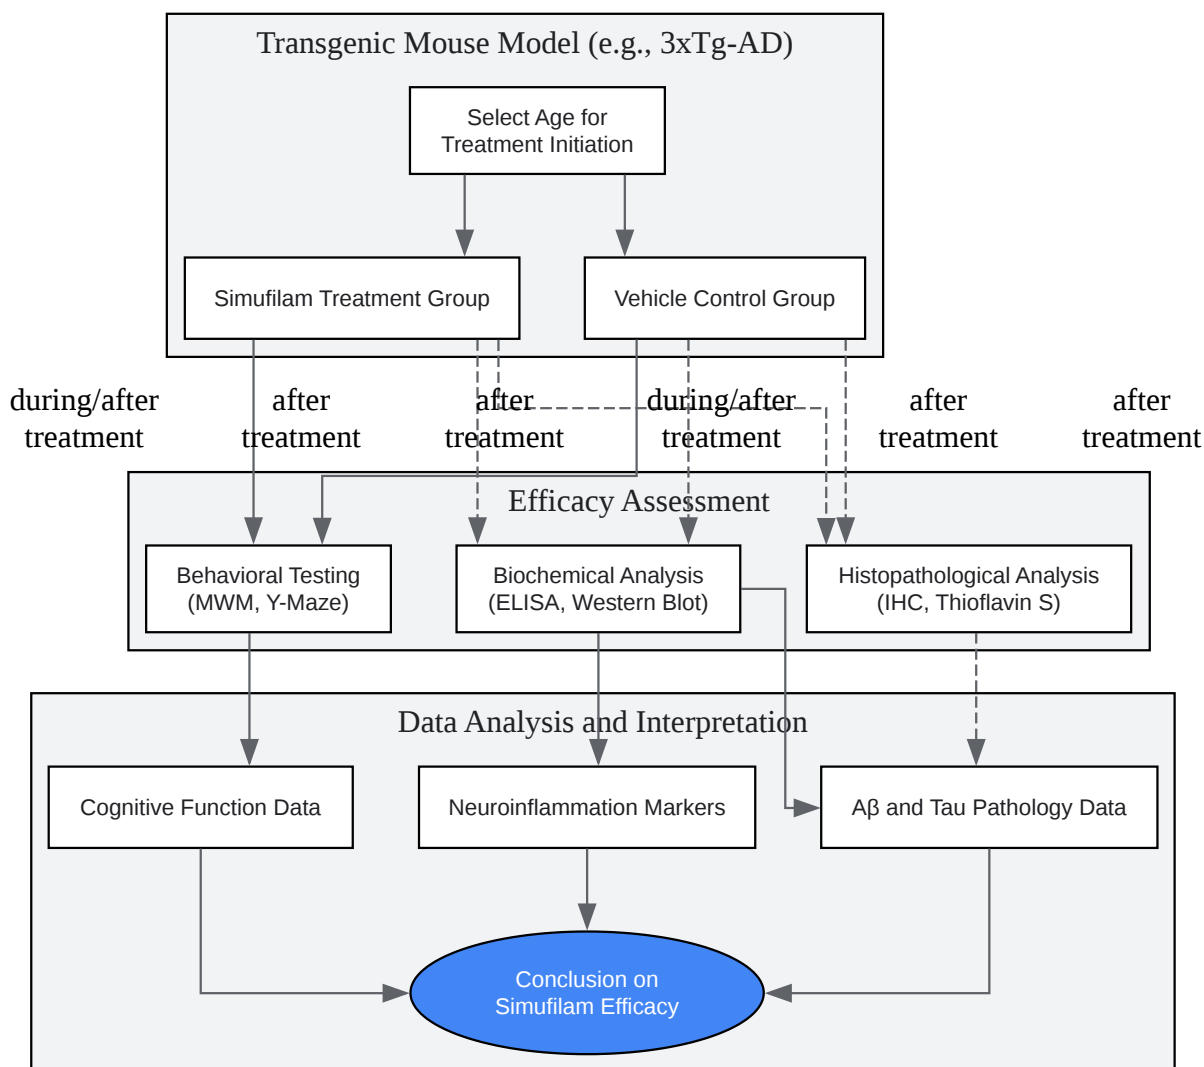 Transgenic Mouse Model (e.g., 3xTg-AD)
Select Age for
Treatment Initiation
Simufilam Treatment Group
Vehicle Control Group
during/after
treatment
after
treatment
after
treatment
during/after
treatment
after
treatment
after
treatment
Efficacy Assessment
Behavioral Testing
(MWM, Y-Maze)
Biochemical Analysis
(ELISA, Western Blot)
Histopathological Analysis
(IHC, Thioflavin S)
Data Analysis and Interpretation
Cognitive Function Data
Neuroinflammation Markers
Aβ and Tau Pathology Data
Conclusion on
Simufilam Efficacy